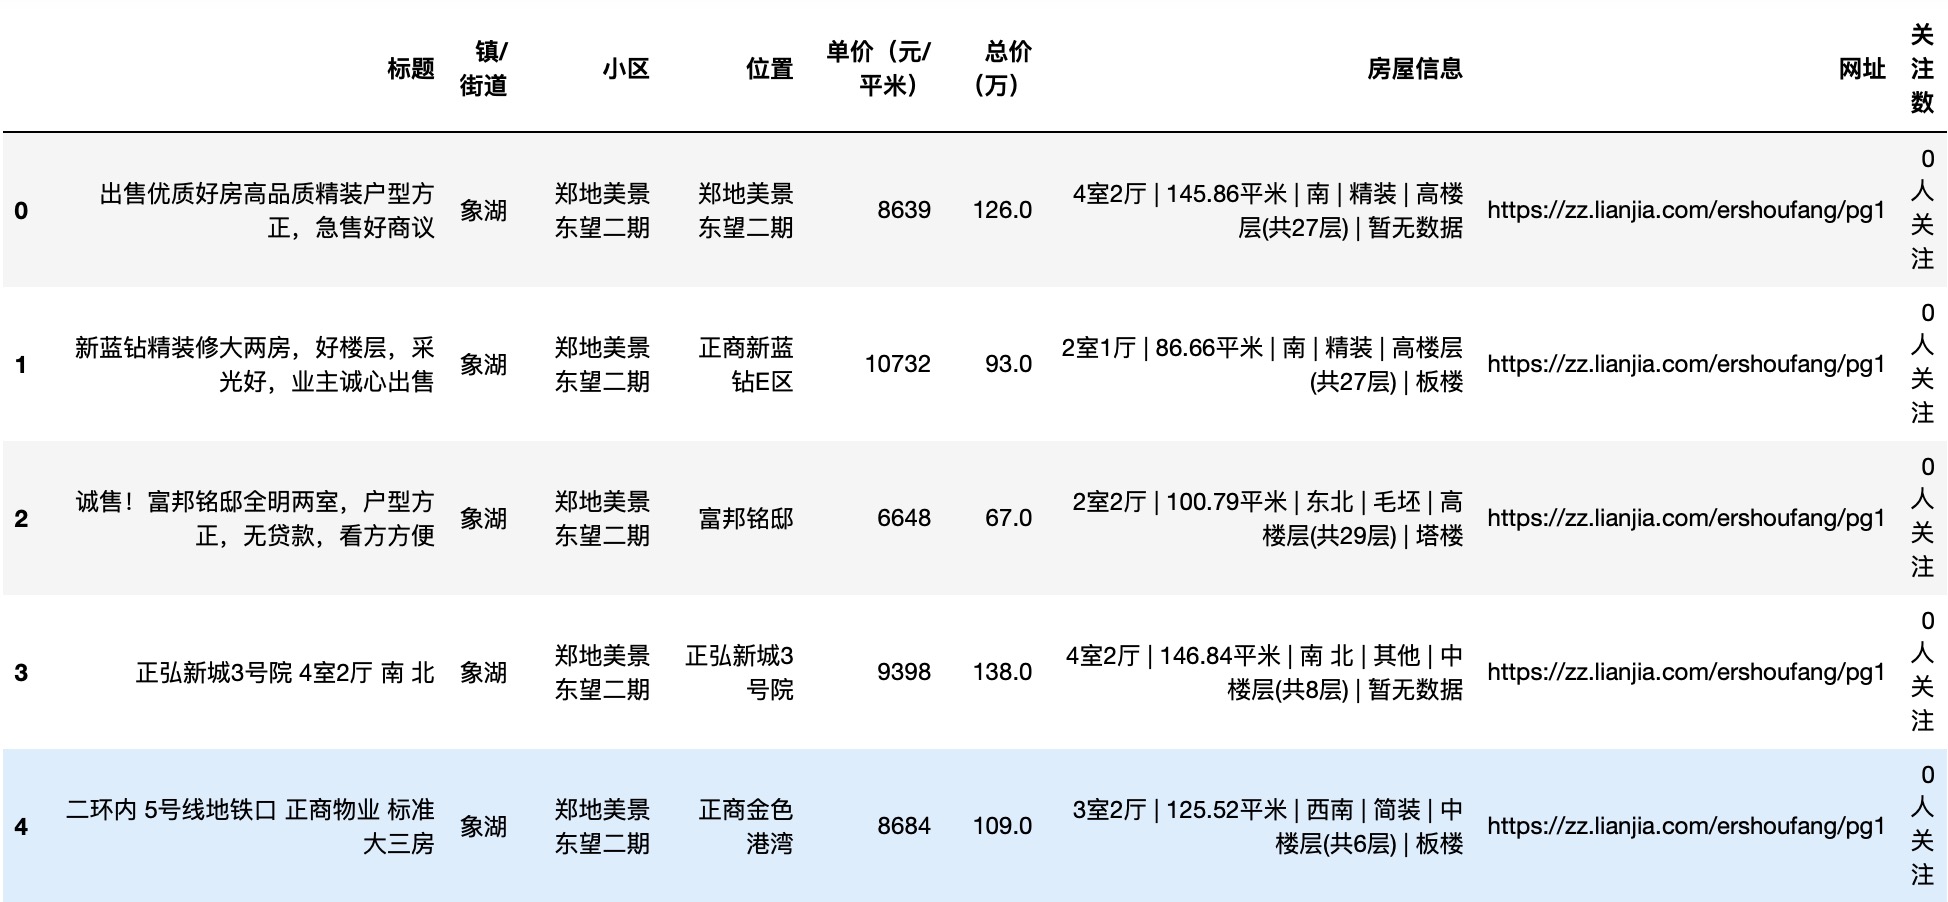 标题
镇/
街道
小区
位置
单价（元/
平米）
总价
（万）
房屋信息
网址
关
注
数
0
出售优质好房高品质精装户型方
正，急售好商议
象湖
郑地美景
东望二期
郑地美景
东望二期
8639
126.0
4室2厅 | 145.86平米 | 南 | 精装 | 高楼
层(共27层) | 暂无数据
https://zz.lianjia.com/ershoufang/pg1
0
人
关
注
1
新蓝钻精装修大两房，好楼层，采
光好，业主诚心出售
象湖
郑地美景
东望二期
正商新蓝
钻E区
10732
93.0
2室1厅 | 86.66平米 | 南 | 精装 | 高楼层
(共27层) | 板楼
https://zz.lianjia.com/ershoufang/pg1
0
人
关
注
2
诚售！富邦铭邸全明两室，户型方
正，无贷款，看方方便
象湖
郑地美景
东望二期
富邦铭邸
6648
67.0
2室2厅 | 100.79平米 | 东北 | 毛坯 | 高
楼层(共29层) | 塔楼
https://zz.lianjia.com/ershoufang/pg1
0
人
关
注
3
正弘新城3号院 4室2厅 南 北
象湖
郑地美景
东望二期
正弘新城3
号院
9398
138.0
4室2厅 | 146.84平米 | 南 北 | 其他 | 中
楼层(共8层) | 暂无数据
https://zz.lianjia.com/ershoufang/pg1
0
人
关
注
4
二环内 5号线地铁口 正商物业 标准
大三房
象湖
郑地美景
东望二期
正商金色
港湾
8684
109.0
3室2厅 | 125.52平米 | 西南 | 简装 | 中
楼层(共6层) | 板楼
https://zz.lianjia.com/ershoufang/pg1
0
人
关
注